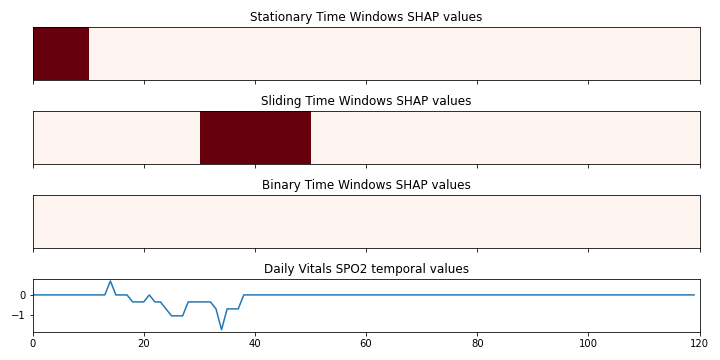 Stationary Time Windows SHAP values
Sliding Time Windows SHAP values
Binary Time Windows SHAP values
Daily Vitals SPO2 temporal values
0
−1
0 20 40 60 80 100 120